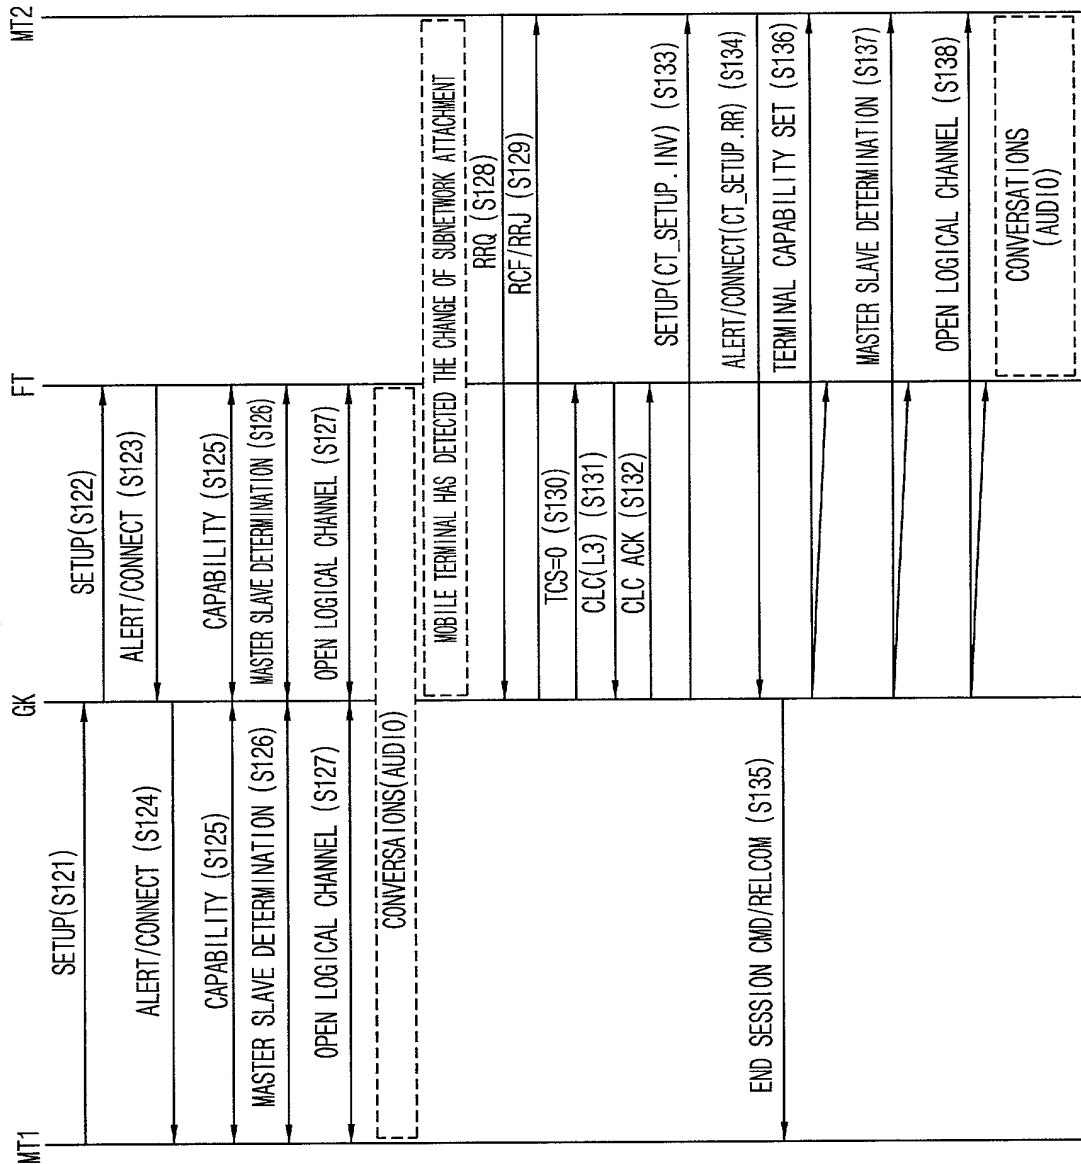 MT1
GK
FT
MT2
SETUP(S121)
SETUP(S122)
ALERT/CONNECT (S123)
ALERT/CONNECT (S124)
CAPABILITY (S125)
CAPABILITY (S125)
MASTER SLAVE DETERMINATION (S126)
MASTER SLAVE DETERMINATION (S126)
OPEN LOGICAL CHANNEL (S127)
OPEN LOGICAL CHANNEL (S127)
CONVERSAIONS(AUDIO)
MOBILE TERMINAL HAS DETECTED THE CHANGE OF SUBNETWORK ATTACHMENT
RRQ (S128)
RCF/RRJ (S129)
TCS=0 (S130)
CLC(L3) (S131)
CLC ACK (S132)
SETUP(CT_SETUP.INV) (S133)
ALERT/CONNECT(CT_SETUP.RR) (S134)
END SESSION CMD/RELCOM (S135)
TERMINAL CAPABILITY SET (S136)
MASTER SLAVE DETERMINATION (S137)
OPEN LOGICAL CHANNEL (S138)
CONVERSATIONS
(AUDIO)